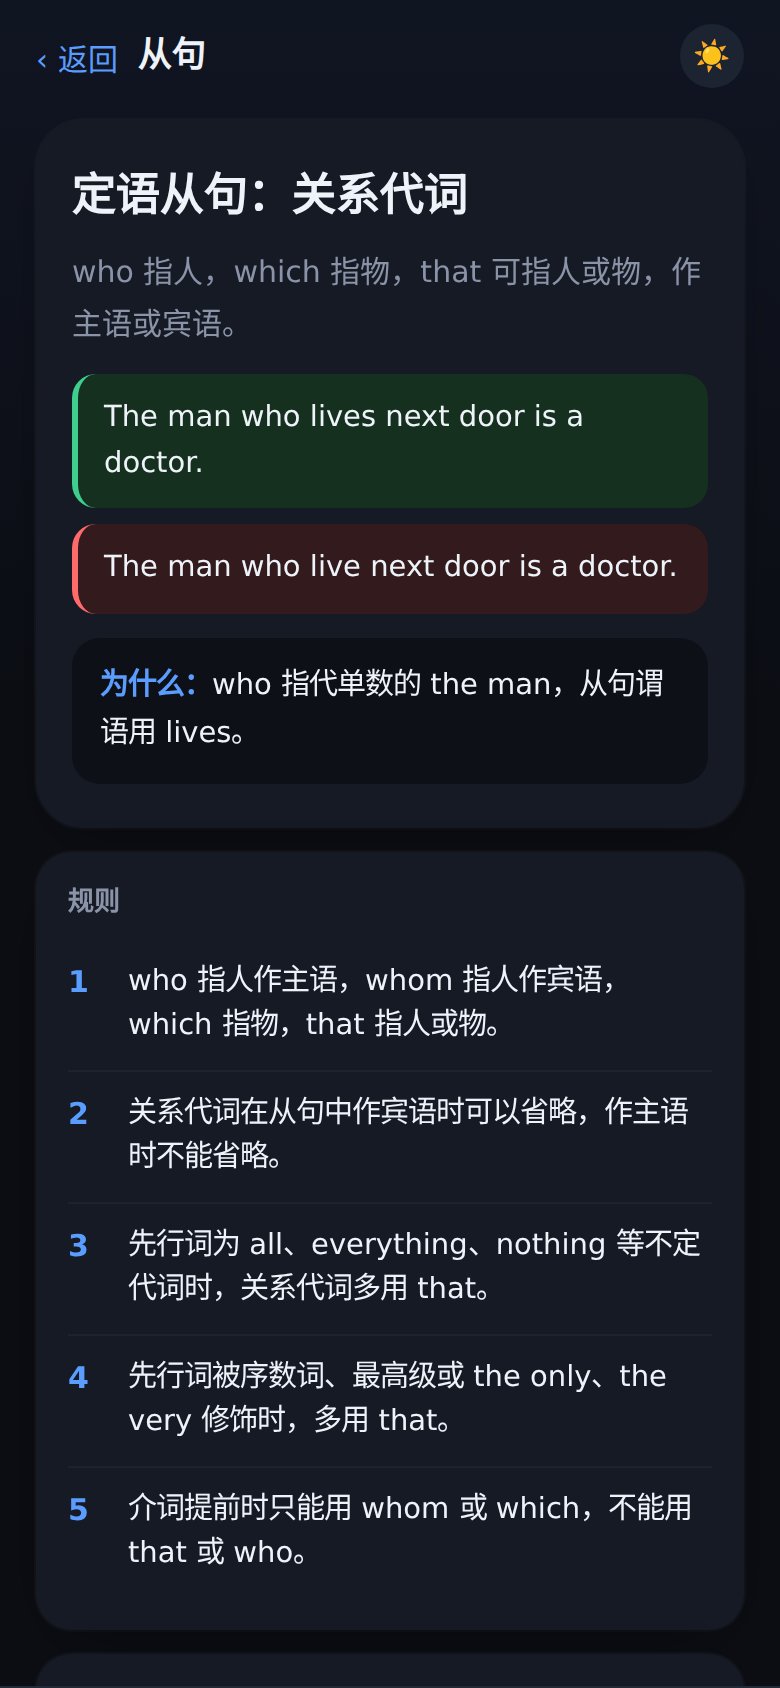 ‹ 返回 从句
定语从句：关系代词
who 指人，which 指物，that 可指人或物，作
主语或宾语。
The man who lives next door is a
doctor.
The man who live next door is a doctor.
为什么：who 指代单数的 the man，从句谓
语用 lives。
规则
1 who 指人作主语，whom 指人作宾语，
which 指物，that 指人或物。
2 关系代词在从句中作宾语时可以省略，作主语
时不能省略。
3 先行词为 all、everything、nothing 等不定
代词时，关系代词多用 that。
4 先行词被序数词、最高级或 the only、the
very 修饰时，多用 that。
5 介词提前时只能用 whom 或 which，不能用
that 或 who。